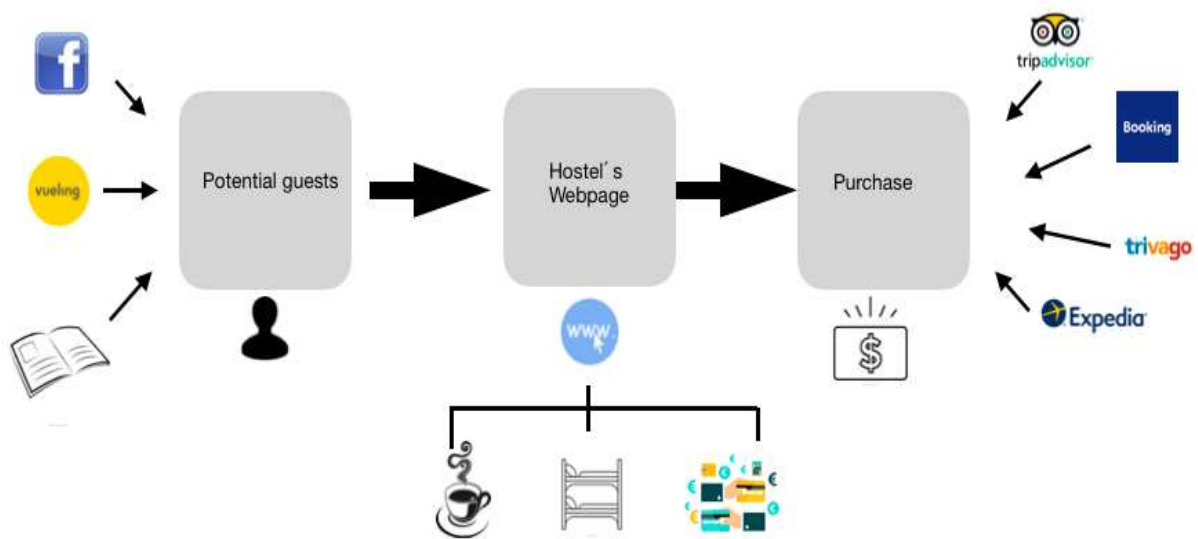 f
tripadvisor
Booking
vueling
Potential guests
Hostel´s
Webpage
Purchase
trivago
Expedia
www.
$